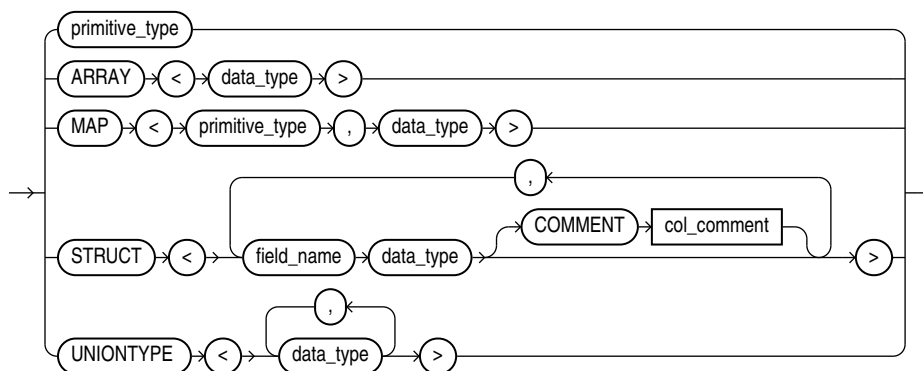 primitive_type
ARRAY < data_type >
MAP < primitive_type , data_type >
,
COMMENT col_comment
STRUCT < field_name data_type >
,
UNIONTYPE < data_type >